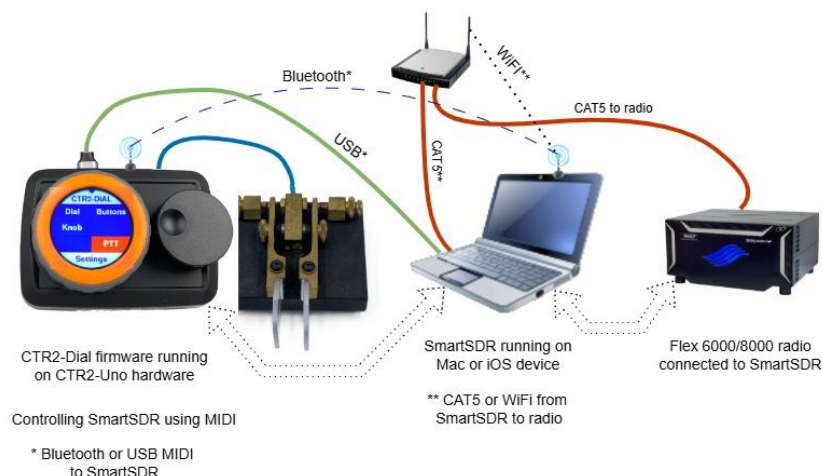 Bluetooth*
WiFI**
CAT5 to radio
USB*
CAT5**
CTR2-DIAL
Dial Buttons
Knob
PTT
Settings
CTR2-Dial firmware running
on CTR2-Uno hardware
Controlling SmartSDR using MIDI
* Bluetooth or USB MIDI
to SmartSDR
SmartSDR running on
Mac or iOS device
** CAT5 or WiFi from
SmartSDR to radio
Flex 6000/8000 radio
connected to SmartSDR